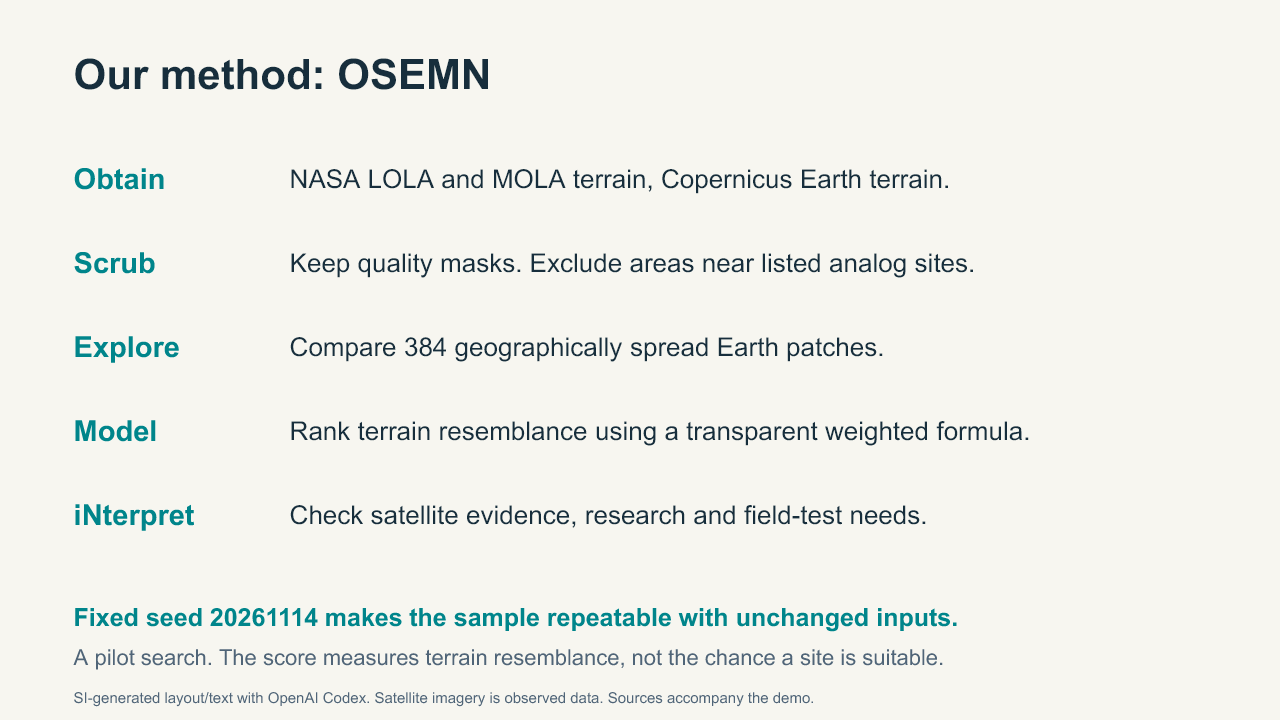 Our method: OSEMN
Obtain NASA LOLA and MOLA terrain, Copernicus Earth terrain.
Scrub Keep quality masks. Exclude areas near listed analog sites.
Explore Compare 384 geographically spread Earth patches.
Model Rank terrain resemblance using a transparent weighted formula.
iNterpret Check satellite evidence, research and field-test needs.
Fixed seed 20261114 makes the sample repeatable with unchanged inputs.
A pilot search. The score measures terrain resemblance, not the chance a site is suitable.
SI-generated layout/text with OpenAI Codex. Satellite imagery is observed data. Sources accompany the demo.